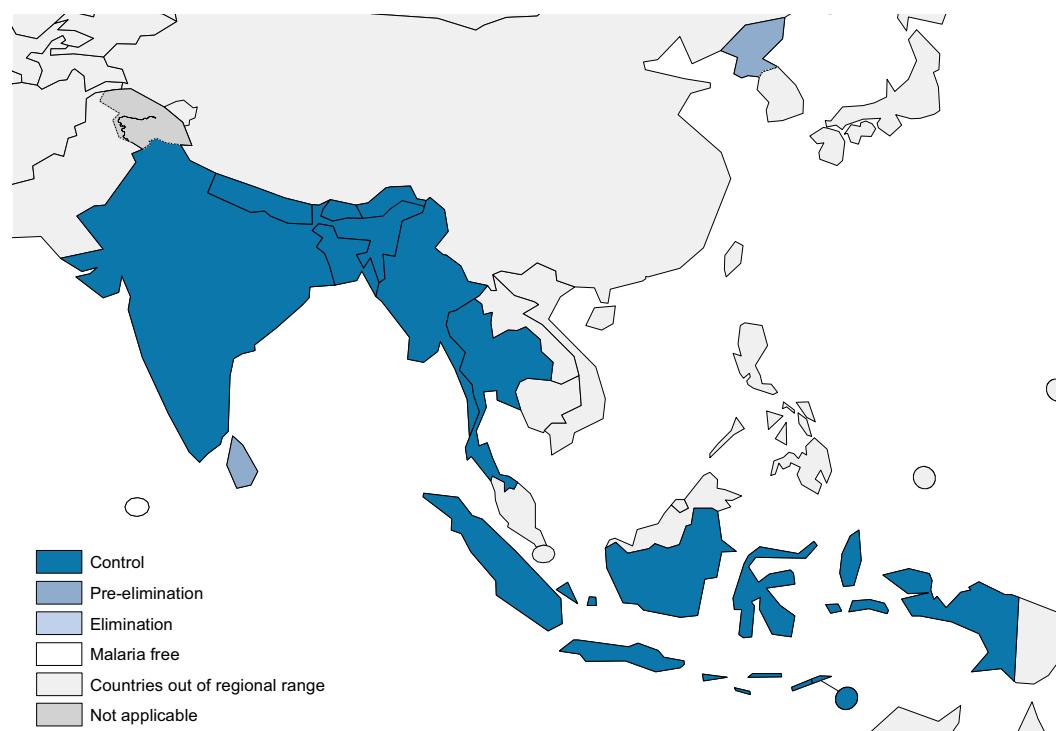 Control
Pre-elimination
Elimination
Malaria free
Countries out of regional range
Not applicable